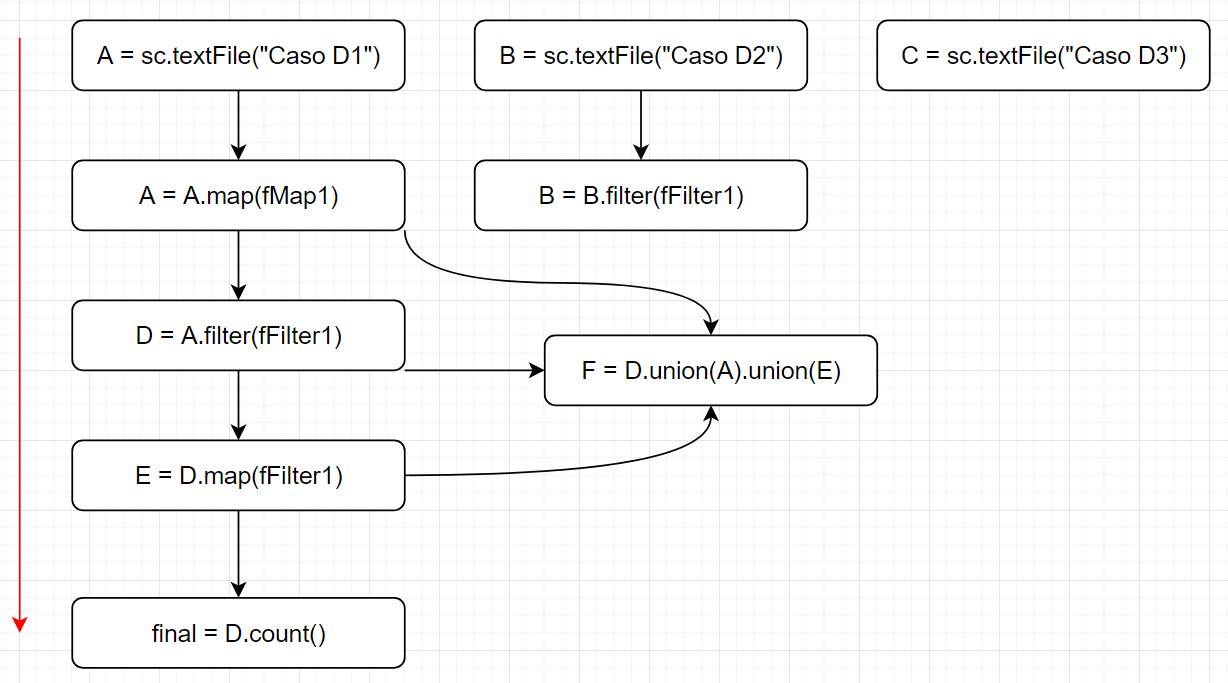 A = sc.textFile("Caso D1")
B = sc.textFile("Caso D2")
C = sc.textFile("Caso D3")
A = A.map(fMap1)
B = B.filter(fFilter1)
D = A.filter(fFilter1)
F = D.union(A).union(E)
E = D.map(fFilter1)
final = D.count()